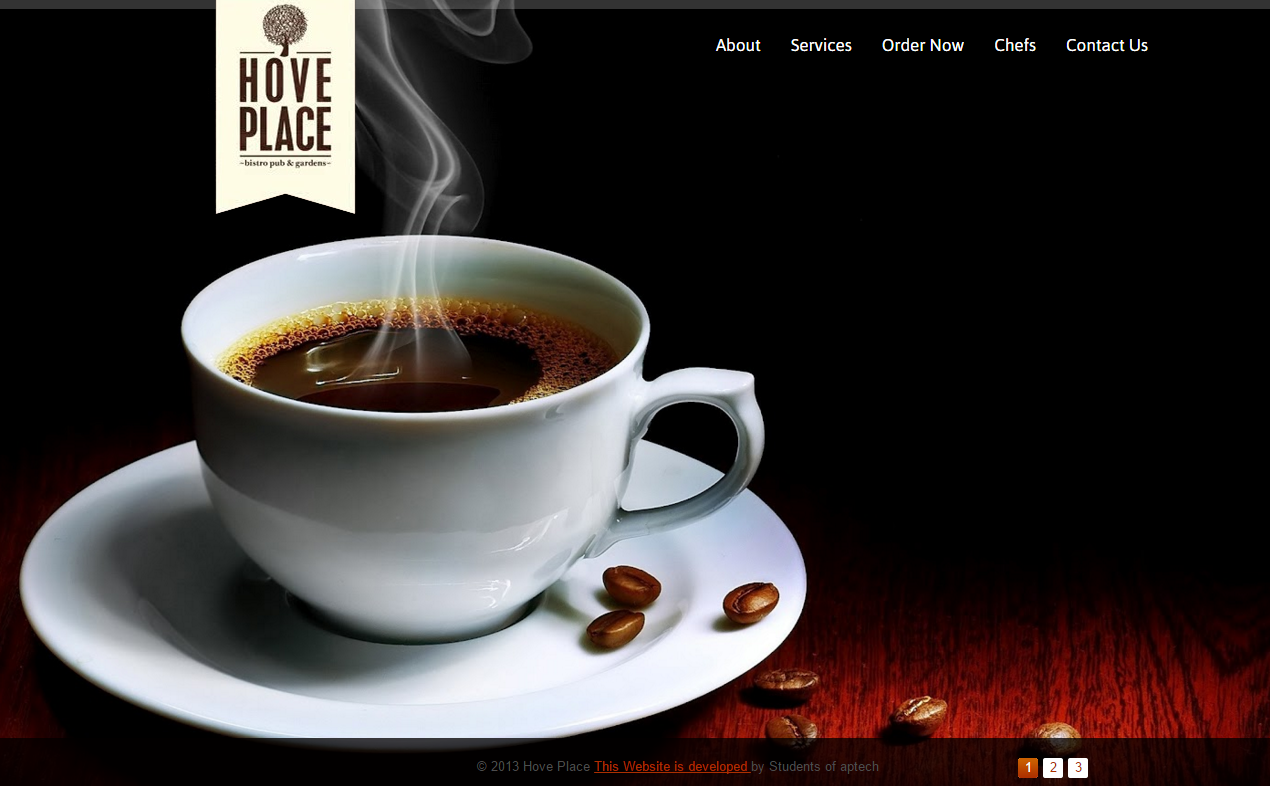 HOVE
PLACE
~bistro pub & gardens~
About Services Order Now Chefs Contact Us
© 2013 Hove Place This Website is developed by Students of aptech
1 2 3